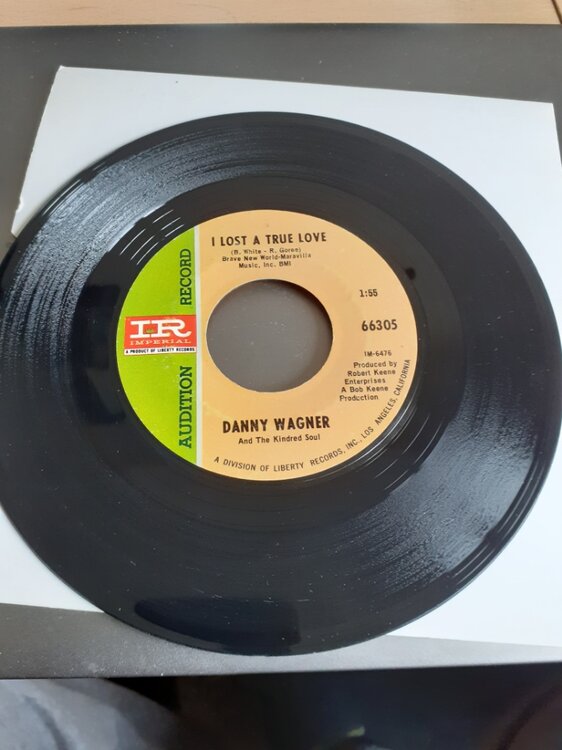 I LOST A TRUE LOVE
(B. White - R. Goree)
Brave New World-Maravilla
Music, Inc. BMI
AUDITION RECORD
IR
IMPERIAL
A PRODUCT OF LIBERTY RECORDS
1:55
66305
IM-6476
Produced by
Robert Keene
Enterprises
A Bob Keene
Production
DANNY WAGNER
And The Kindred Soul
A DIVISION OF LIBERTY RECORDS, INC., LOS ANGELES, CALIFORNIA